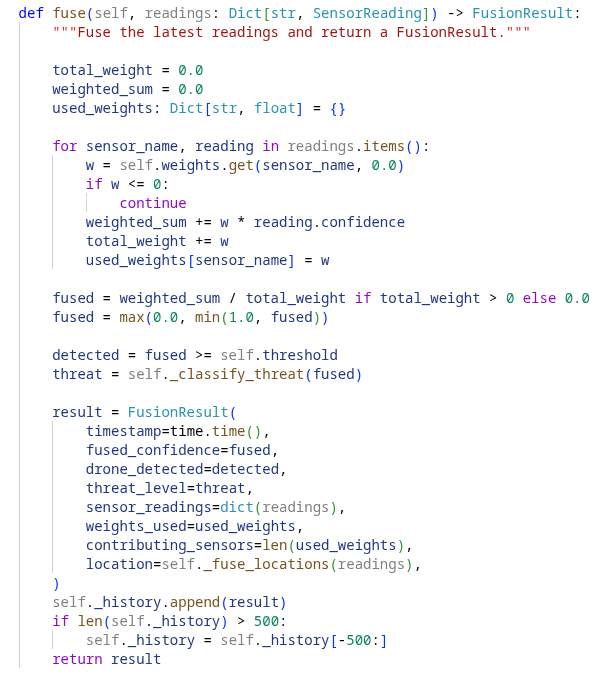 def fuse(self, readings: Dict[str, SensorReading]) -> FusionResult:
    """Fuse the latest readings and return a FusionResult."""

    total_weight = 0.0
    weighted_sum = 0.0
    used_weights: Dict[str, float] = {}

    for sensor_name, reading in readings.items():
        w = self.weights.get(sensor_name, 0.0)
        if w <= 0:
            continue
        weighted_sum += w * reading.confidence
        total_weight += w
        used_weights[sensor_name] = w

    fused = weighted_sum / total_weight if total_weight > 0 else 0.0
    fused = max(0.0, min(1.0, fused))

    detected = fused >= self.threshold
    threat = self._classify_threat(fused)

    result = FusionResult(
        timestamp=time.time(),
        fused_confidence=fused,
        drone_detected=detected,
        threat_level=threat,
        sensor_readings=dict(readings),
        weights_used=used_weights,
        contributing_sensors=len(used_weights),
        location=self._fuse_locations(readings),
    )
    self._history.append(result)
    if len(self._history) > 500:
        self._history = self._history[-500:]
    return result